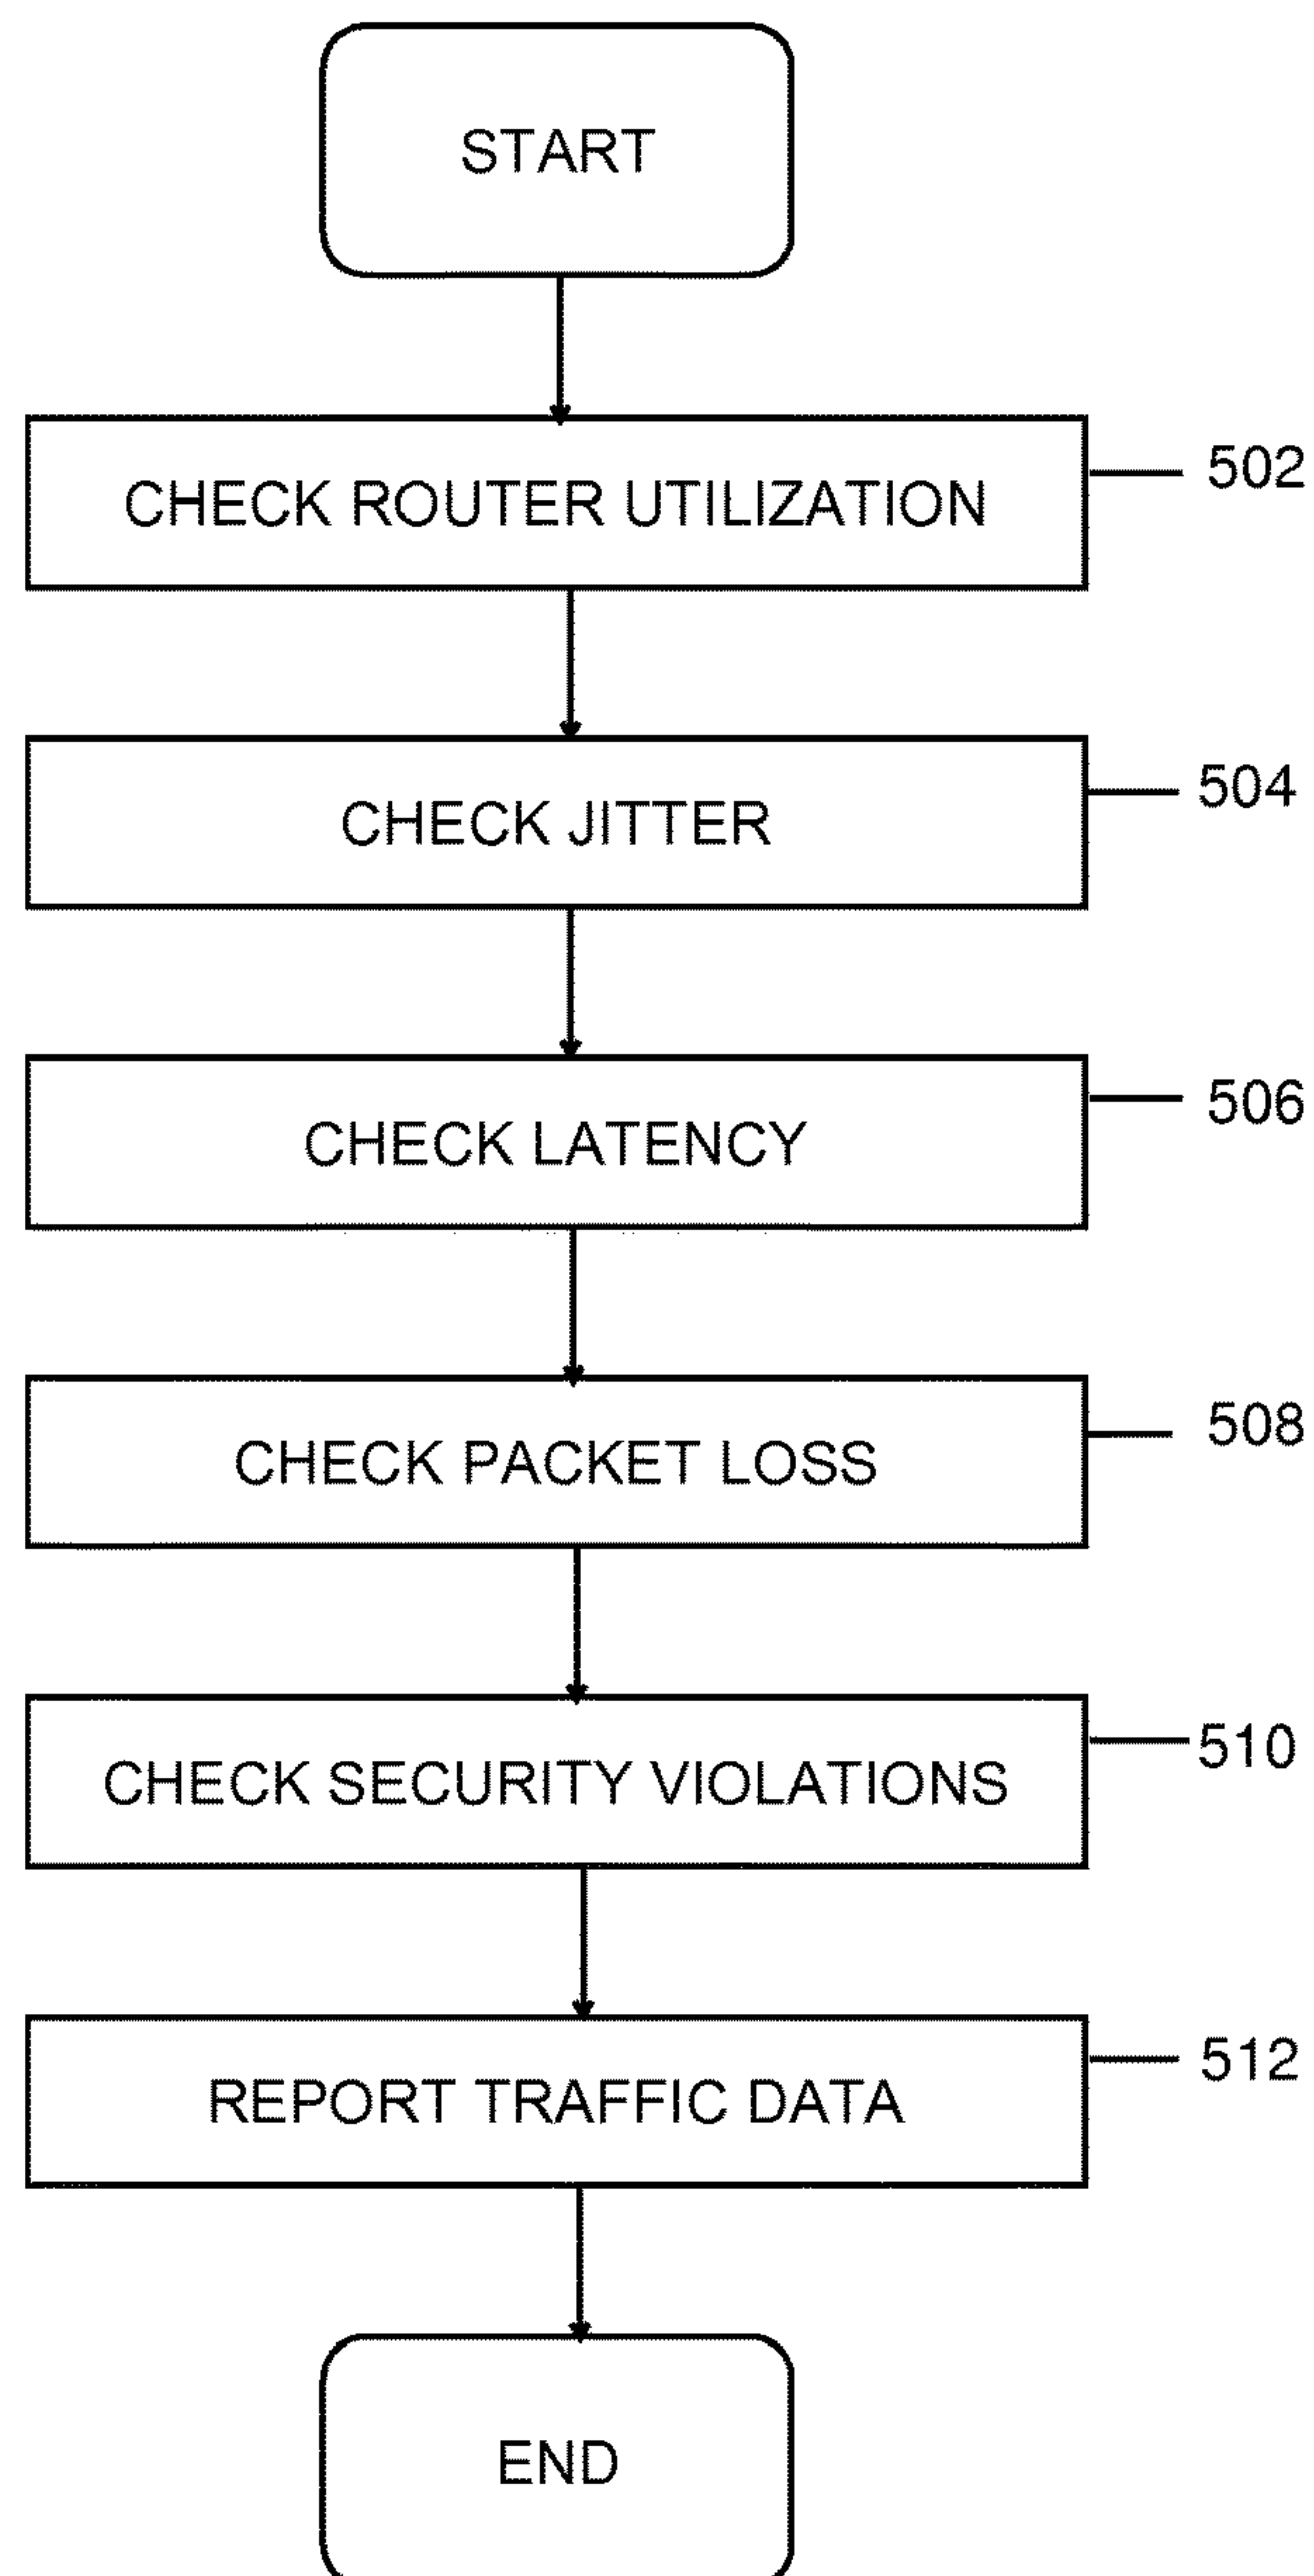 START
CHECK ROUTER UTILIZATION
502
CHECK JITTER
504
CHECK LATENCY
506
CHECK PACKET LOSS
508
CHECK SECURITY VIOLATIONS
510
REPORT TRAFFIC DATA
512
END